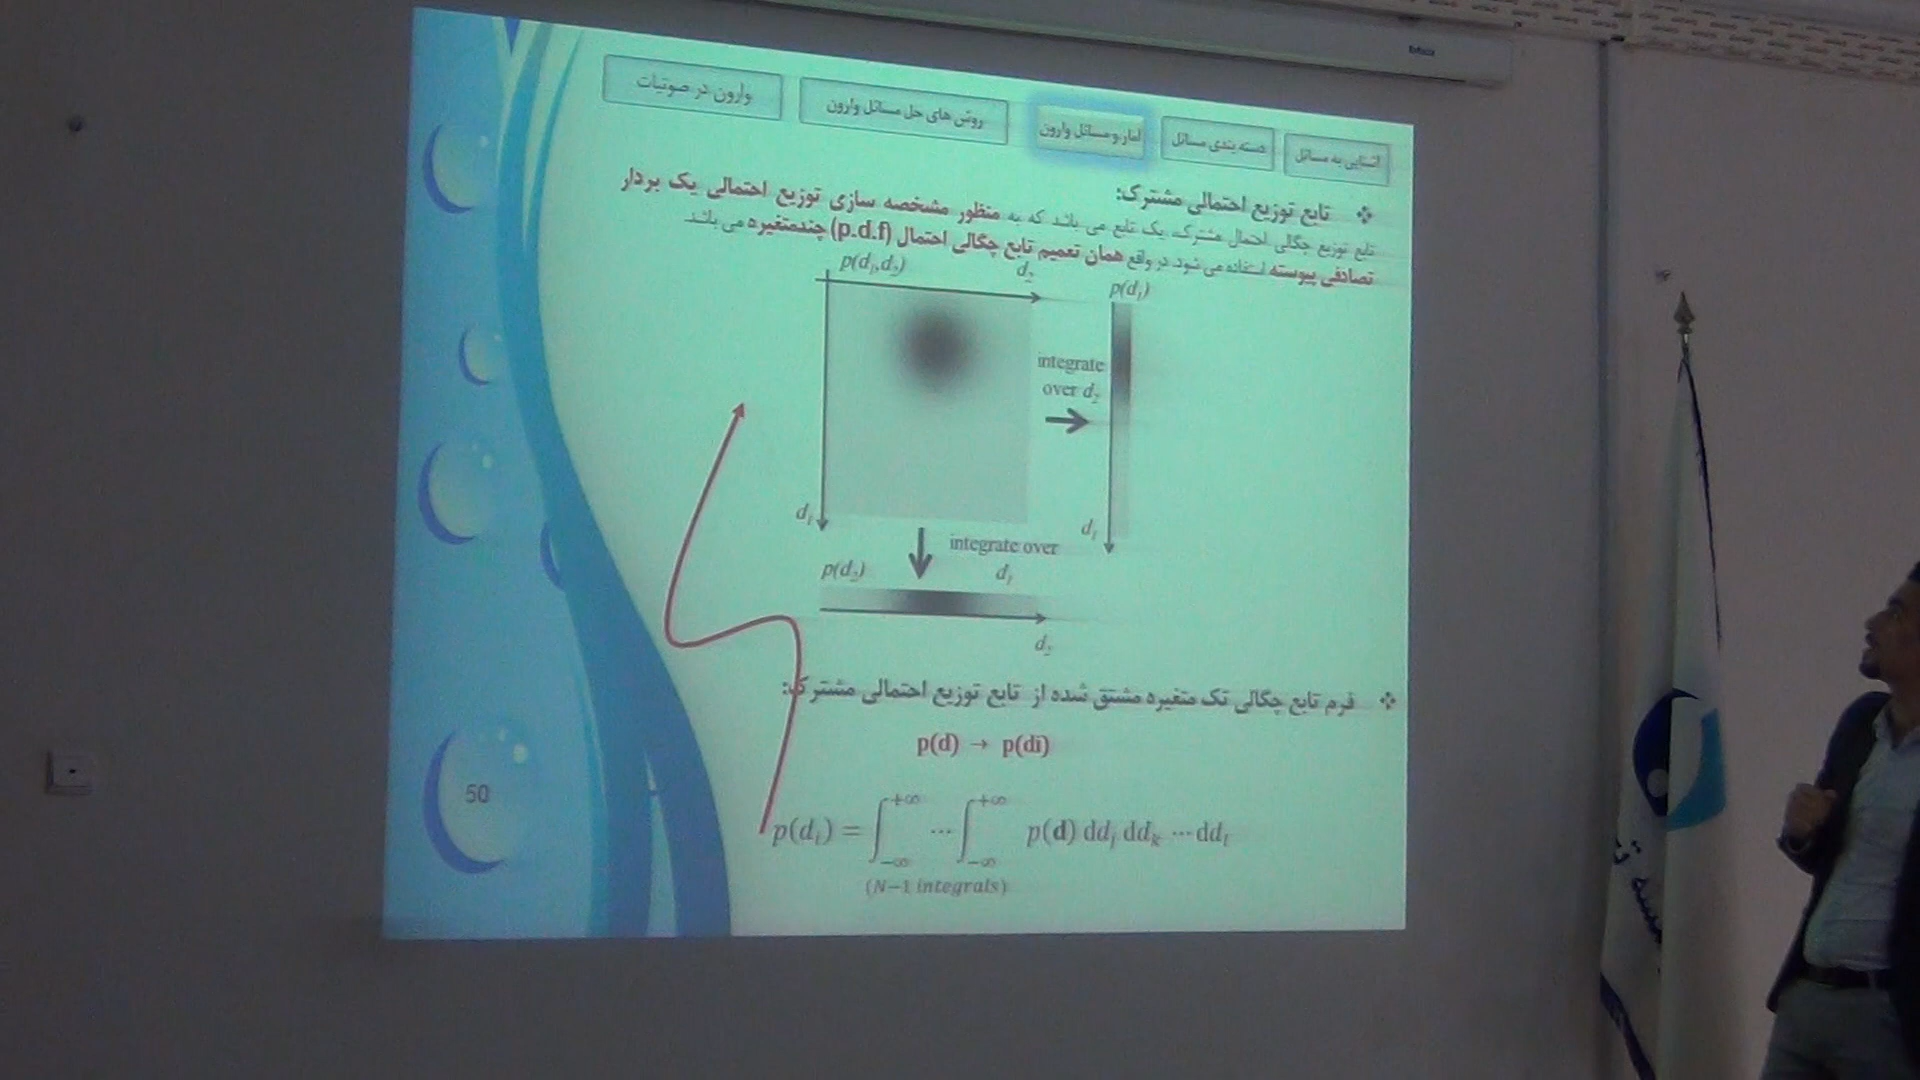 آشنایی به مسائل
دسته بندی مسائل
آمار و مسائل وارون
روش های حل مسائل وارون
وارون در صوتیات
❖ تابع توزیع احتمالی مشترک:
تابع توزیع چگالی احتمال مشترک، یک تابع می باشد که به منظور مشخصه سازی توزیع احتمالی یک بردار
تصادفی پیوسته استفاده می شود. در واقع همان تعمیم تابع چگالی احتمال (p.d.f) چندمتغیره می باشد.
p(d₁,d₂)
d₂
p(d₁)
integrate
over d₂
d₁
d₁
integrate over
d₁
p(d₂)
d₂
❖ فرم تابع چگالی تک متغیره مشتق شده از تابع توزیع احتمالی مشترک:
p(d) → p(di)
50
p(dᵢ) = ∫₋∞⁺∞ ... ∫₋∞⁺∞ p(d) ddⱼ ddₖ ... ddₗ
(N−1 integrals)